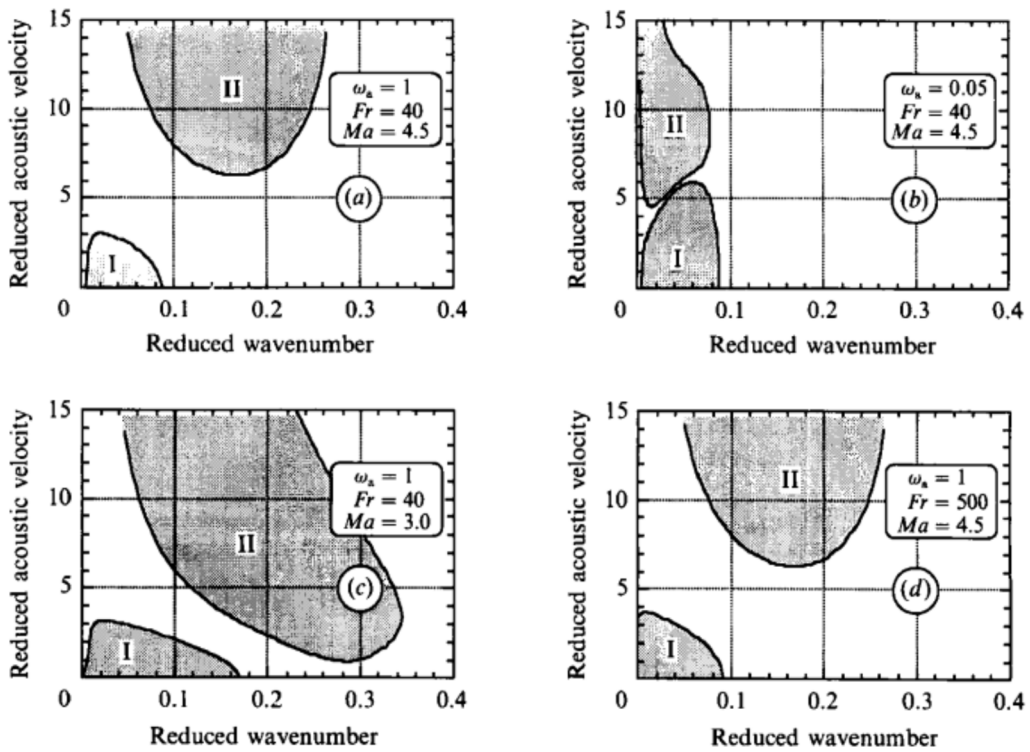 Reduced acoustic velocity
15
10
5
0
0.1
0.2
0.3
0.4
Reduced wavenumber
II
I
ωa = 1
Fr = 40
Ma = 4.5
(a)
Reduced acoustic velocity
15
10
5
0
0.1
0.2
0.3
0.4
Reduced wavenumber
II
I
ωa = 0.05
Fr = 40
Ma = 4.5
(b)
Reduced acoustic velocity
15
10
5
0
0.1
0.2
0.3
0.4
Reduced wavenumber
II
I
ωa = 1
Fr = 40
Ma = 3.0
(c)
Reduced acoustic velocity
15
10
5
0
0.1
0.2
0.3
0.4
Reduced wavenumber
II
I
ωa = 1
Fr = 500
Ma = 4.5
(d)